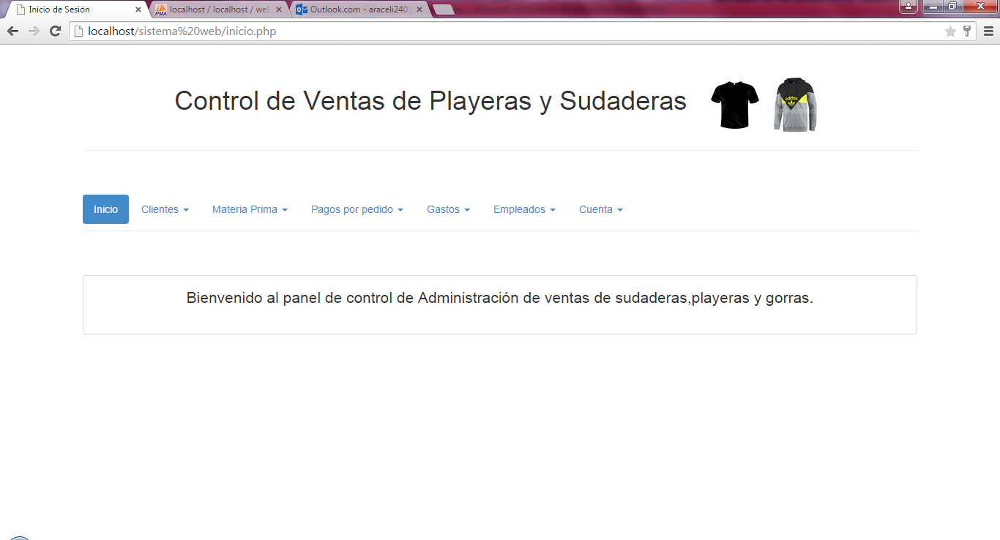 Inicio de Sesión
localhost / localhost / web
Outlook.com - araceli2401
localhost/sistema%20web/inicio.php
Control de Ventas de Playeras y Sudaderas
adidas
Inicio
Clientes
Materia Prima
Pagos por pedido
Gastos
Empleados
Cuenta
Bienvenido al panel de control de Administración de ventas de sudaderas,playeras y gorras.